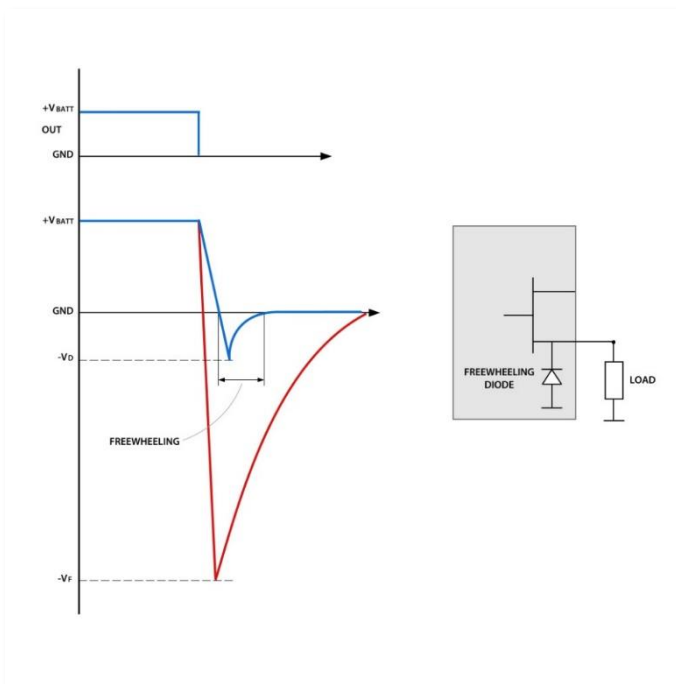 +VBATT
OUT
GND
+VBATT
GND
-VD
FREEWHEELING
-VF
FREEWHEELING
DIODE
LOAD